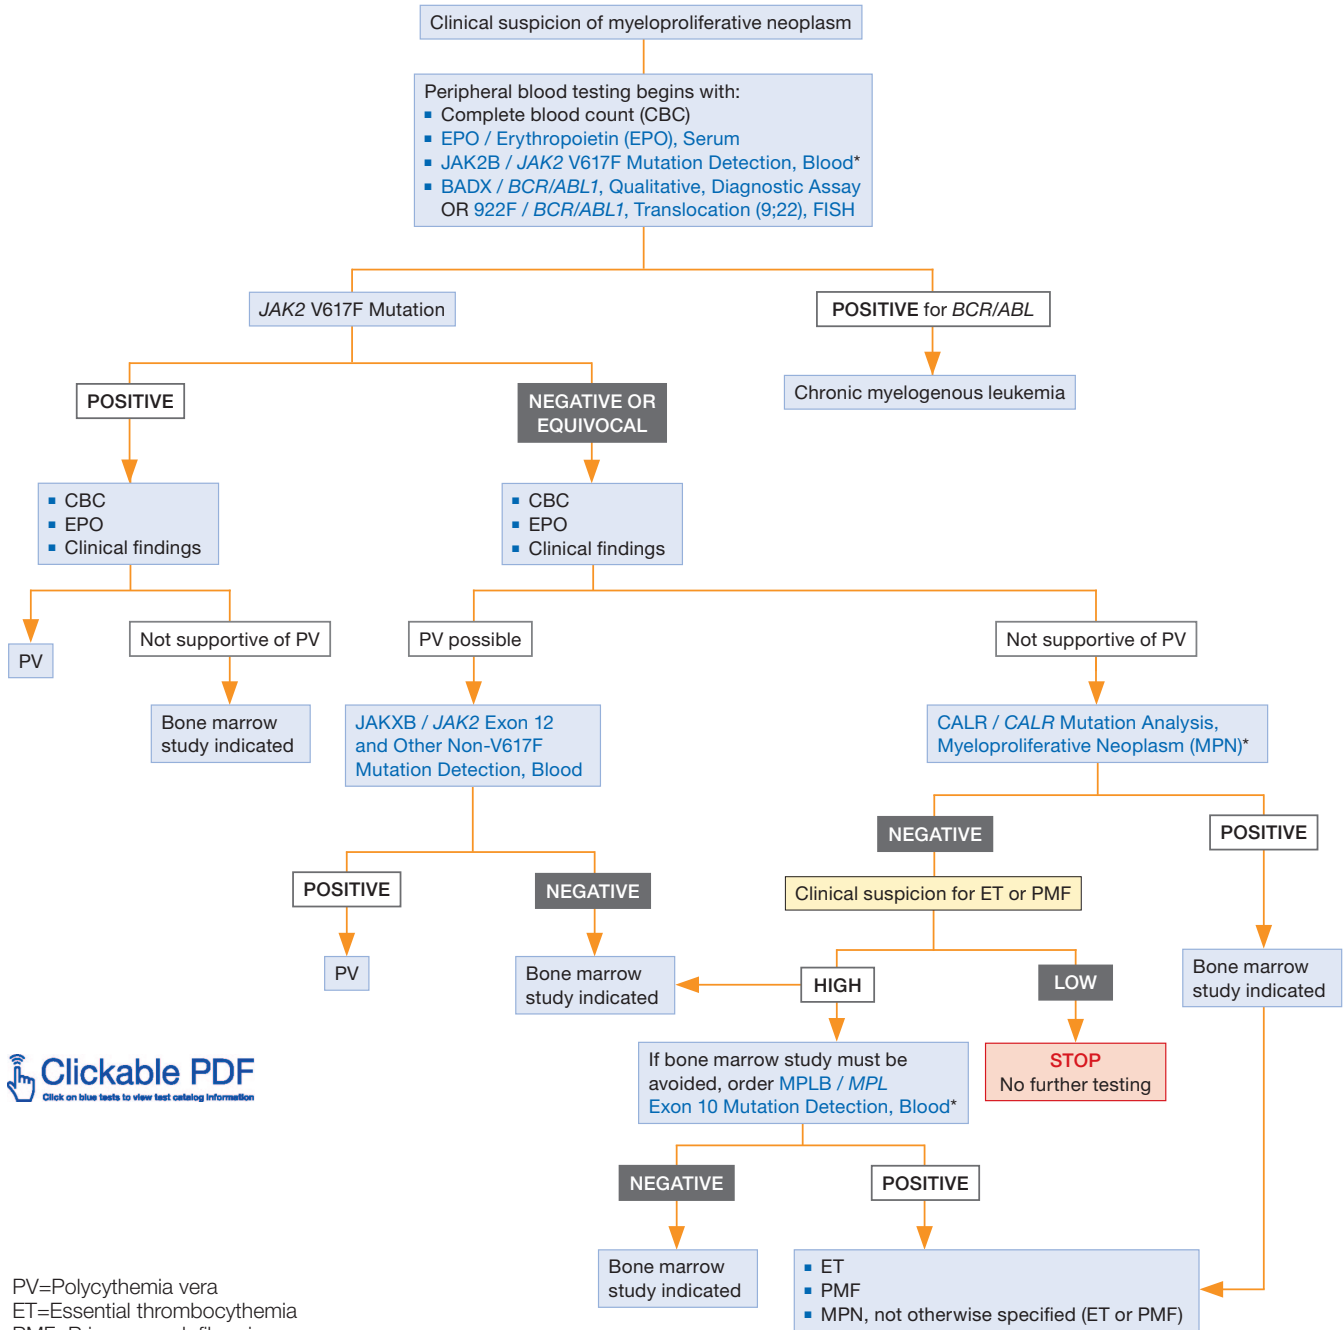 Clinical suspicion of myeloproliferative neoplasm
Peripheral blood testing begins with:
▪ Complete blood count (CBC)
▪ EPO / Erythropoietin (EPO), Serum
▪ JAK2B / JAK2 V617F Mutation Detection, Blood*
▪ BADX / BCR/ABL1, Qualitative, Diagnostic Assay
OR 922F / BCR/ABL1, Translocation (9;22), FISH
JAK2 V617F Mutation
POSITIVE for BCR/ABL
POSITIVE
NEGATIVE OR
EQUIVOCAL
Chronic myelogenous leukemia
▪ CBC
▪ EPO
▪ Clinical findings
▪ CBC
▪ EPO
▪ Clinical findings
PV
Not supportive of PV
PV possible
Not supportive of PV
Bone marrow
study indicated
JAKXB / JAK2 Exon 12
and Other Non-V617F
Mutation Detection, Blood
CALR / CALR Mutation Analysis,
Myeloproliferative Neoplasm (MPN)*
NEGATIVE
POSITIVE
POSITIVE
NEGATIVE
Clinical suspicion for ET or PMF
PV
Bone marrow
study indicated
HIGH
LOW
Bone marrow
study indicated
If bone marrow study must be
avoided, order MPLB / MPL
Exon 10 Mutation Detection, Blood*
STOP
No further testing
Clickable PDF
Click on blue tests to view test catalog information
NEGATIVE
POSITIVE
Bone marrow
study indicated
▪ ET
▪ PMF
▪ MPN, not otherwise specified (ET or PMF)
PV=Polycythemia vera
ET=Essential thrombocythemia